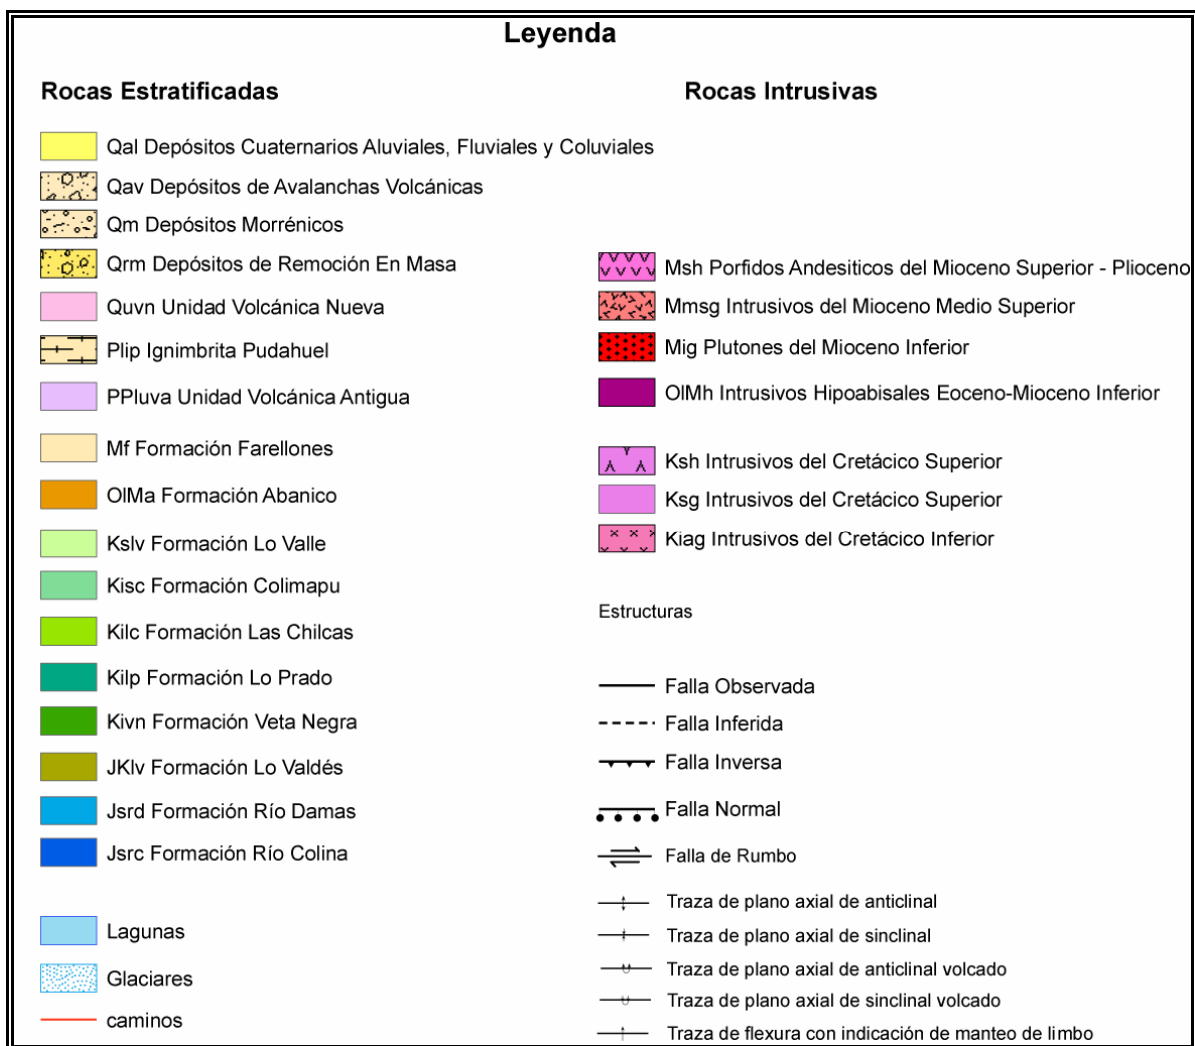 Leyenda
Rocas Estratificadas
Qal Depósitos Cuaternarios Aluviales, Fluviales y Coluviales
Qav Depósitos de Avalanchas Volcánicas
Qm Depósitos Morrénicos
Qrm Depósitos de Remoción En Masa
Quvn Unidad Volcánica Nueva
Plip Ignimbrita Pudahuel
PPluva Unidad Volcánica Antigua
Mf Formación Farellones
OlMa Formación Abanico
Kslv Formación Lo Valle
Kisc Formación Colimapu
Kilc Formación Las Chilcas
Kilp Formación Lo Prado
Kivn Formación Veta Negra
JKlv Formación Lo Valdés
Jsrd Formación Río Damas
Jsrc Formación Río Colina
Lagunas
Glaciares
caminos
Rocas Intrusivas
Msh Porfidos Andesiticos del Mioceno Superior - Plioceno
Mmsg Intrusivos del Mioceno Medio Superior
Mig Plutones del Mioceno Inferior
OlMh Intrusivos Hipoabisales Eoceno-Mioceno Inferior
Ksh Intrusivos del Cretácico Superior
Ksg Intrusivos del Cretácico Superior
Kiag Intrusivos del Cretácico Inferior
Estructuras
Falla Observada
Falla Inferida
Falla Inversa
Falla Normal
Falla de Rumbo
Traza de plano axial de anticlinal
Traza de plano axial de sinclinal
Traza de plano axial de anticlinal volcado
Traza de plano axial de sinclinal volcado
Traza de flexura con indicación de manteo de limbo